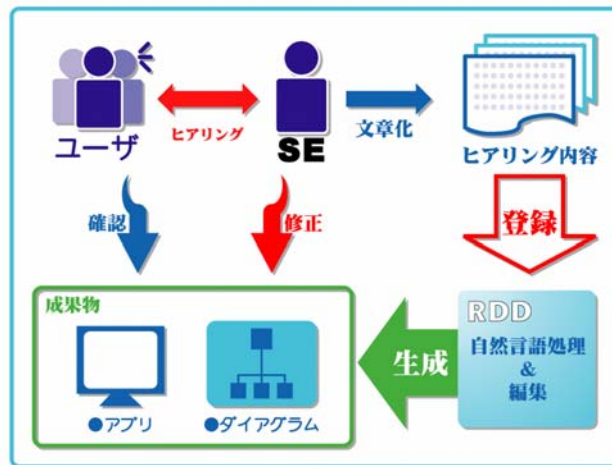 ユーザ
ヒアリング
SE
文章化
ヒアリング内容
確認
修正
登録
成果物
●アプリ
●ダイアグラム
生成
RDD
自然言語処理
&
編集